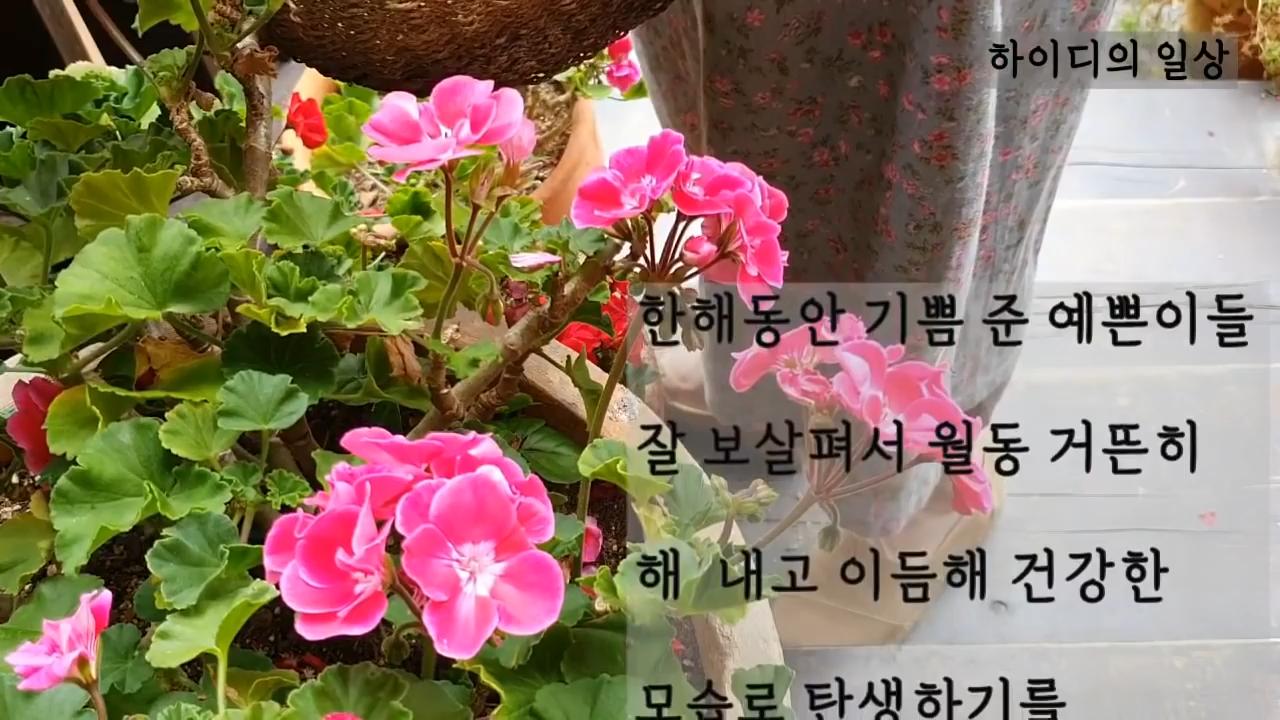 하이디의 일상
한해동안 기쁨 준 예쁜이들
잘 보살펴서 월동 거뜬히
해 내고 이듬해 건강한
모습로 탄생하기를